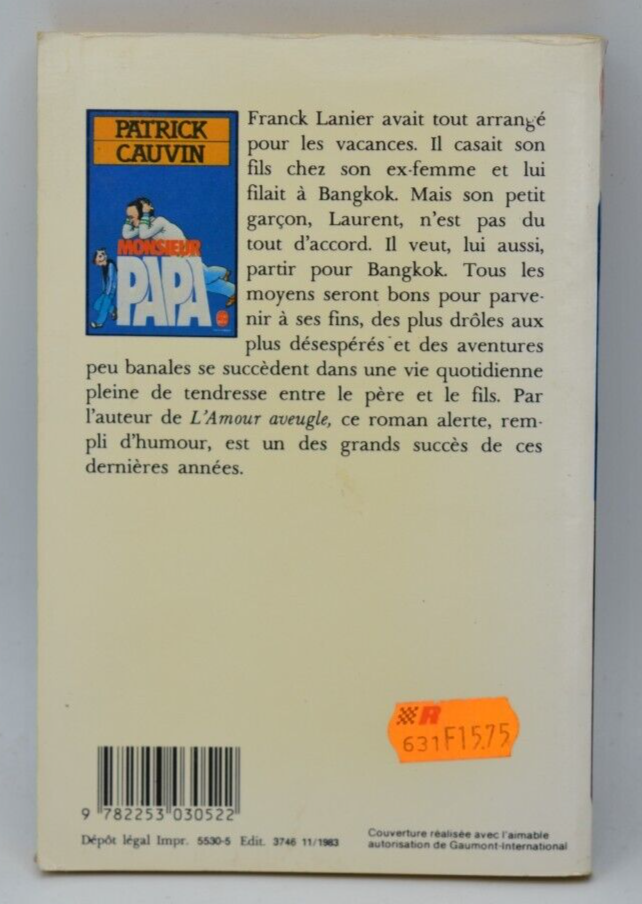 PATRICK
CAUVIN
MONSIEUR
PAPA
Franck Lanier avait tout arrangé
pour les vacances. Il casait son
fils chez son ex-femme et lui
filait à Bangkok. Mais son petit
garçon, Laurent, n'est pas du
tout d'accord. Il veut, lui aussi,
partir pour Bangkok. Tous les
moyens seront bons pour parve-
nir à ses fins, des plus drôles aux
plus désespérés et des aventures
peu banales se succèdent dans une vie quotidienne
pleine de tendresse entre le père et le fils. Par
l'auteur de L'Amour aveugle, ce roman alerte, rem-
pli d'humour, est un des grands succès de ces
dernières années.
R
631F15.75
9 782253 030522
Dépôt légal Impr. 5530-5 Edit. 3746 11/1983
Couverture réalisée avec l'aimable
autorisation de Gaumont-International